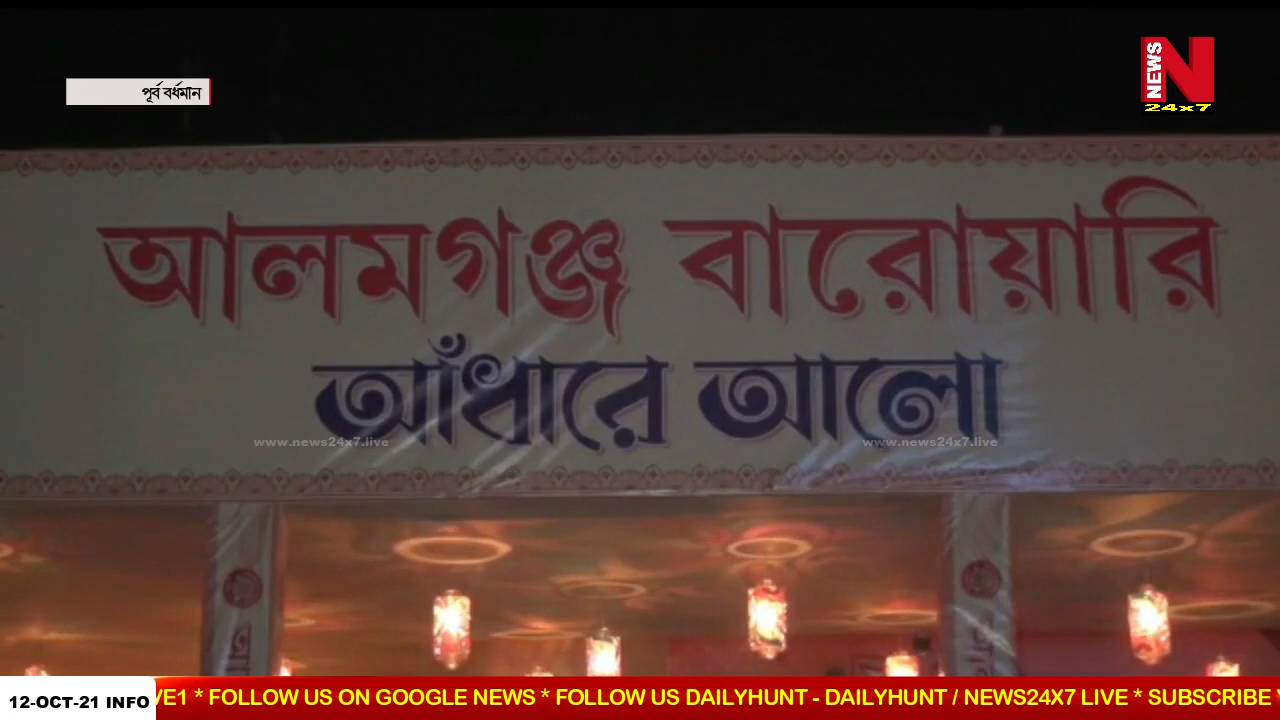 পূর্ব বর্ধমান
NEWS N
24x7
আলমগঞ্জ বারোয়ারি
আঁধারে আলো
www.news24x7.live www.news24x7.live
12-OCT-21 INFO VE1 * FOLLOW US ON GOOGLE NEWS * FOLLOW US DAILYHUNT - DAILYHUNT / NEWS24X7 LIVE * SUBSCRIBE